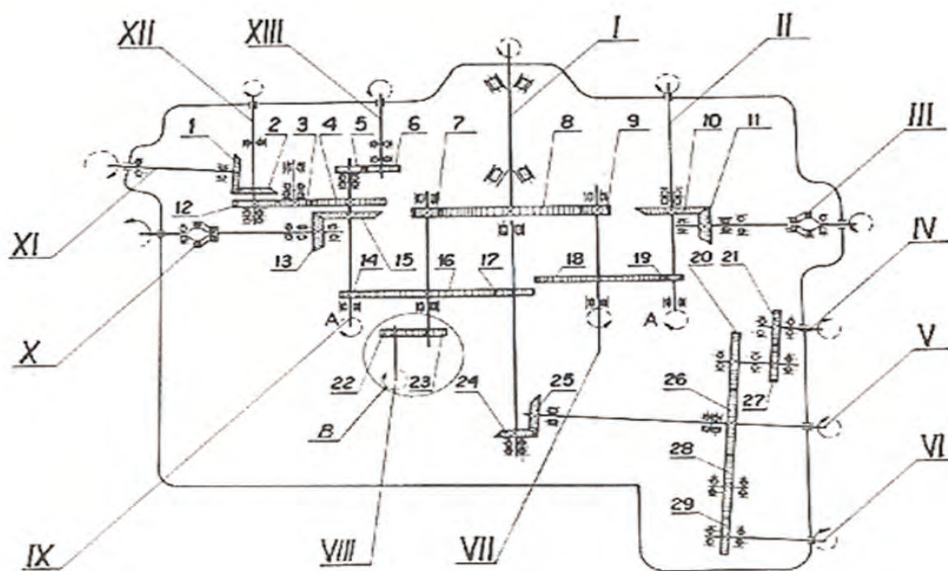 XII XIII I II
1 2 3 4 5 6 7 8 9 10 11 III
12
XI 13 15 14 16 17 18 19 20 21 IV
X A A V
22 23 24 25 26 27
B 28
29 VI
IX VIII VII